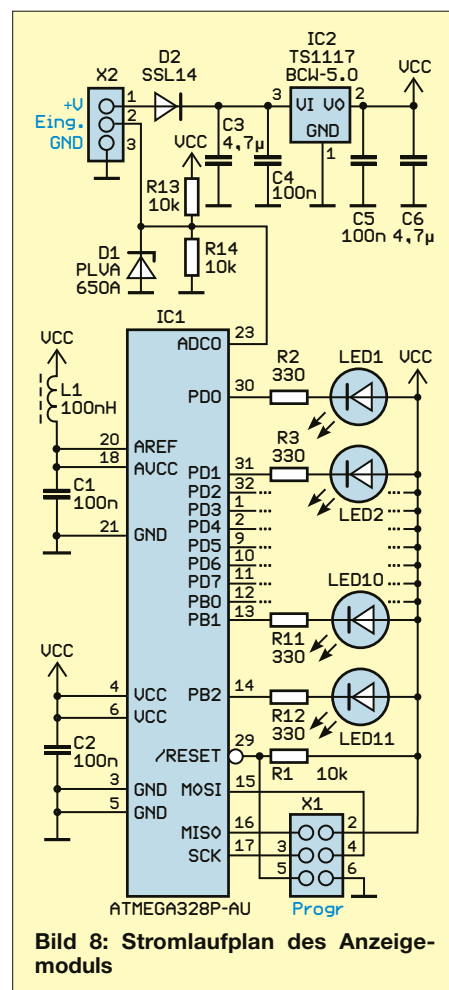 D2
SSL14
IC2
TS1117
BCW-5.0
VCC
X2
+V
Eing.
GND
1
2
3
3
VI VO
GND
2
1
C3
4,7µ
VCC
C4
100n
R13
10k
R14
10k
C5
100n
C6
4,7µ
D1
PLVA
650A
IC1
ADC0
23
VCC
L1
100nH
R2
330
LED1
VCC
PD0
30
20
AREF
18
AVCC
C1
100n
21
GND
R3
330
LED2
PD1
31
PD2
32
PD3
1
PD4
2
PD5
9
PD6
10
PD7
11
PB0
12
PB1
13
LED10
R11
330
VCC
4
VCC
6
VCC
PB2
14
R12
330
LED11
C2
100n
/RESET
29
R1
10k
3
GND
5
GND
MOSI
15
MISO
16
SCK
17
X1
2
3
4
5
6
Progr
ATMEGA328P-AU
Bild 8: Stromlaufplan des Anzeige-
moduls